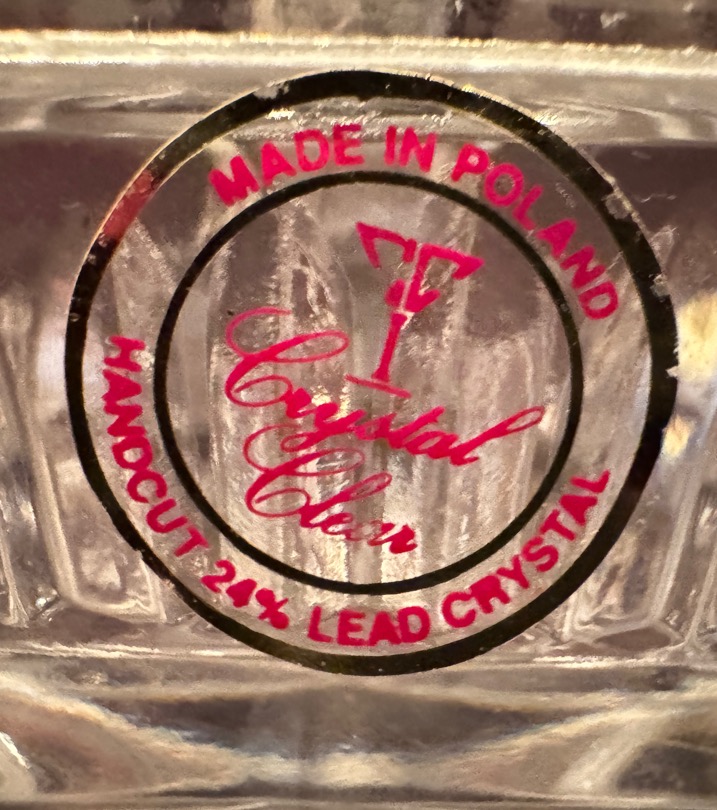 MADE IN POLAND
Crystal
Clear
HANDCUT 24% LEAD CRYSTAL